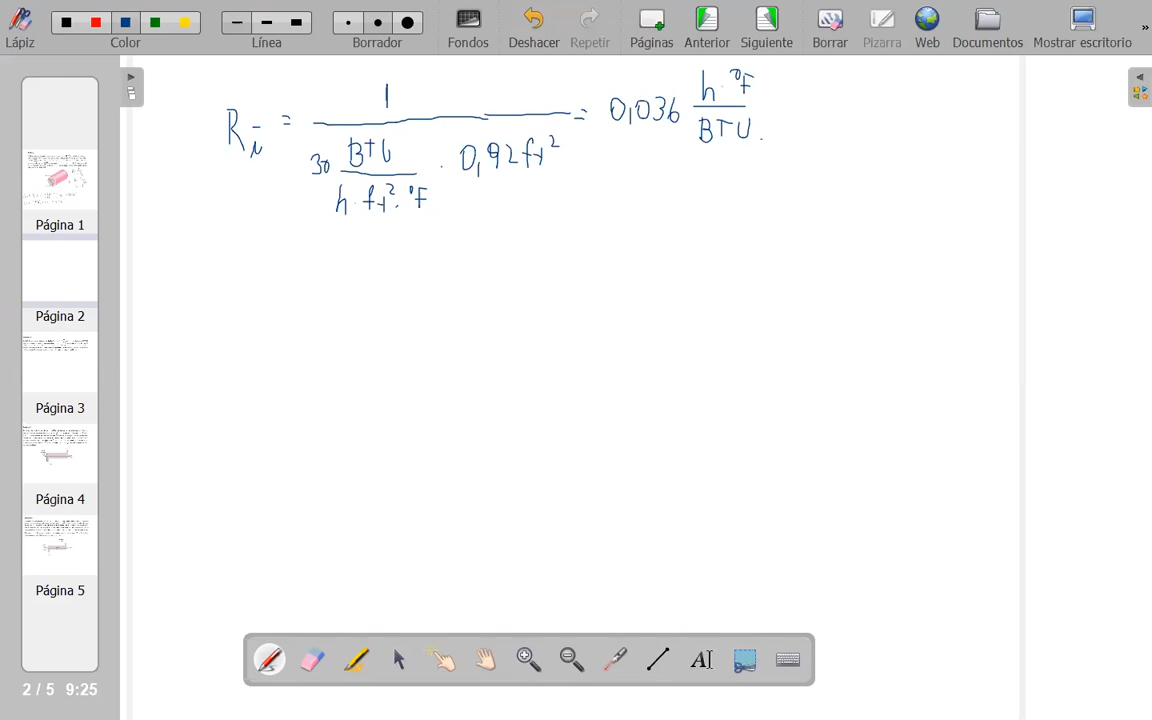 Lápiz
Color
Línea
Borrador
Fondos
Deshacer
Repetir
Páginas
Anterior
Siguiente
Borrar
Pizarra
Web
Documentos
Mostrar escritorio
»
R_i = 1 / (30 BTU / (h · ft² · °F) · 0,92 ft²) = 0,036 h · °F / BTU.
Página 1
Página 2
Página 3
Página 4
Página 5
2 / 5 9:25